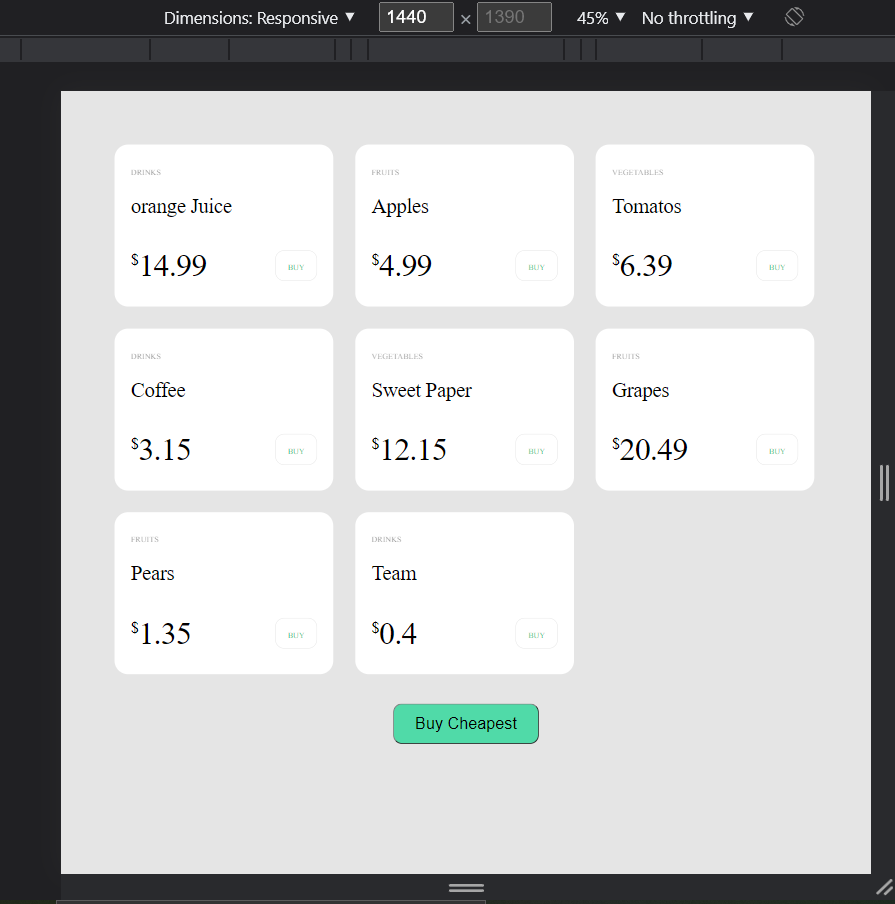 Dimensions: Responsive ▼ 1440 × 1390 45% ▼ No throttling ▼
DRINKS
orange Juice
$14.99
BUY
FRUITS
Apples
$4.99
BUY
VEGETABLES
Tomatos
$6.39
BUY
DRINKS
Coffee
$3.15
BUY
VEGETABLES
Sweet Paper
$12.15
BUY
FRUITS
Grapes
$20.49
BUY
FRUITS
Pears
$1.35
BUY
DRINKS
Team
$0.4
BUY
Buy Cheapest